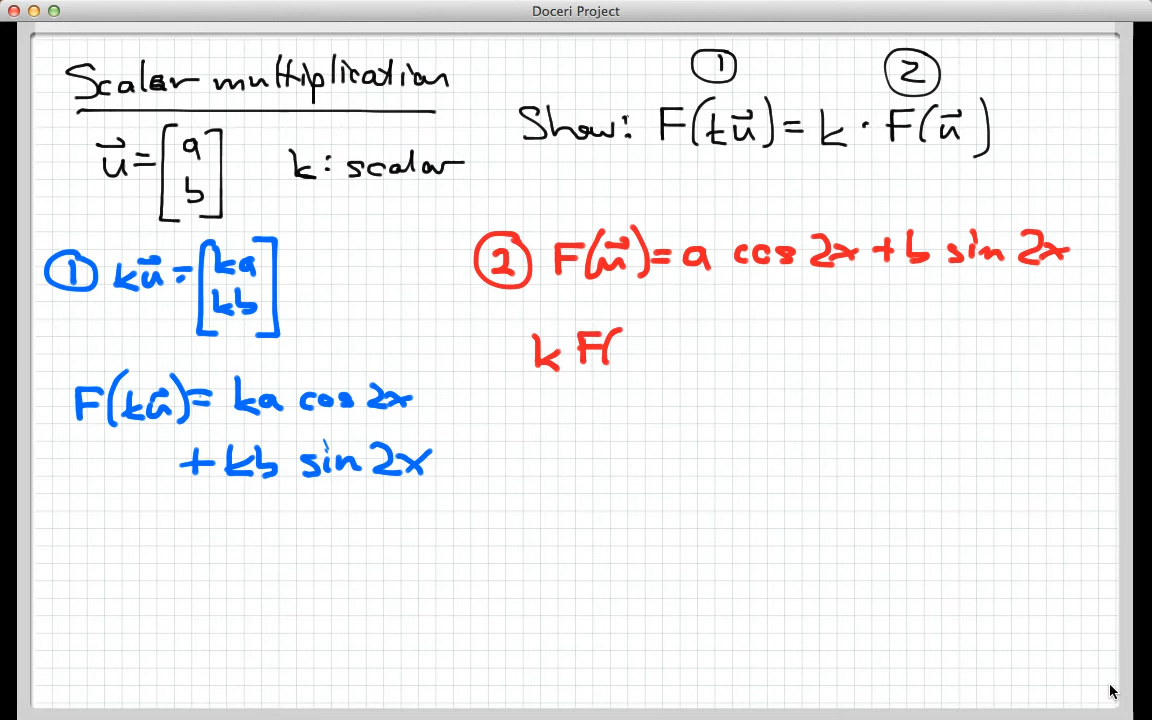 Doceri Project
Scalar multiplication
u⃗ = [a b] k: scalar
① ②
Show: F(ku⃗) = k · F(u⃗)
① ku⃗ = [ka kb]
F(ku⃗) = ka cos 2x
+ kb sin 2x
② F(u⃗) = a cos 2x + b sin 2x
k F(